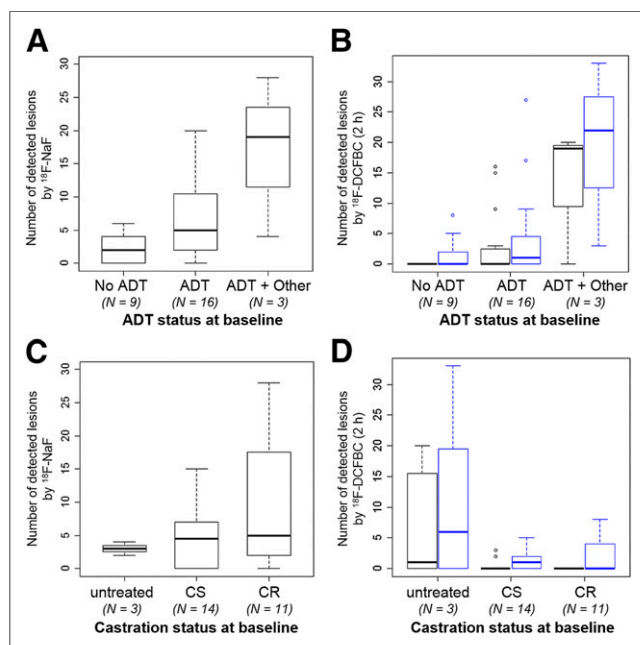 A
Number of detected lesions
by ¹⁸F-NaF
0 5 10 15 20 25 30
No ADT ADT ADT + Other
(N = 9) (N = 16) (N = 3)
ADT status at baseline
B
Number of detected lesions
by ¹⁸F-DCFBC (2 h)
0 5 10 15 20 25 30
No ADT ADT ADT + Other
(N = 9) (N = 16) (N = 3)
ADT status at baseline
C
Number of detected lesions
by ¹⁸F-NaF
0 5 10 15 20 25 30
untreated CS CR
(N = 3) (N = 14) (N = 11)
Castration status at baseline
D
Number of detected lesions
by ¹⁸F-DCFBC (2 h)
0 5 10 15 20 25 30
untreated CS CR
(N = 3) (N = 14) (N = 11)
Castration status at baseline